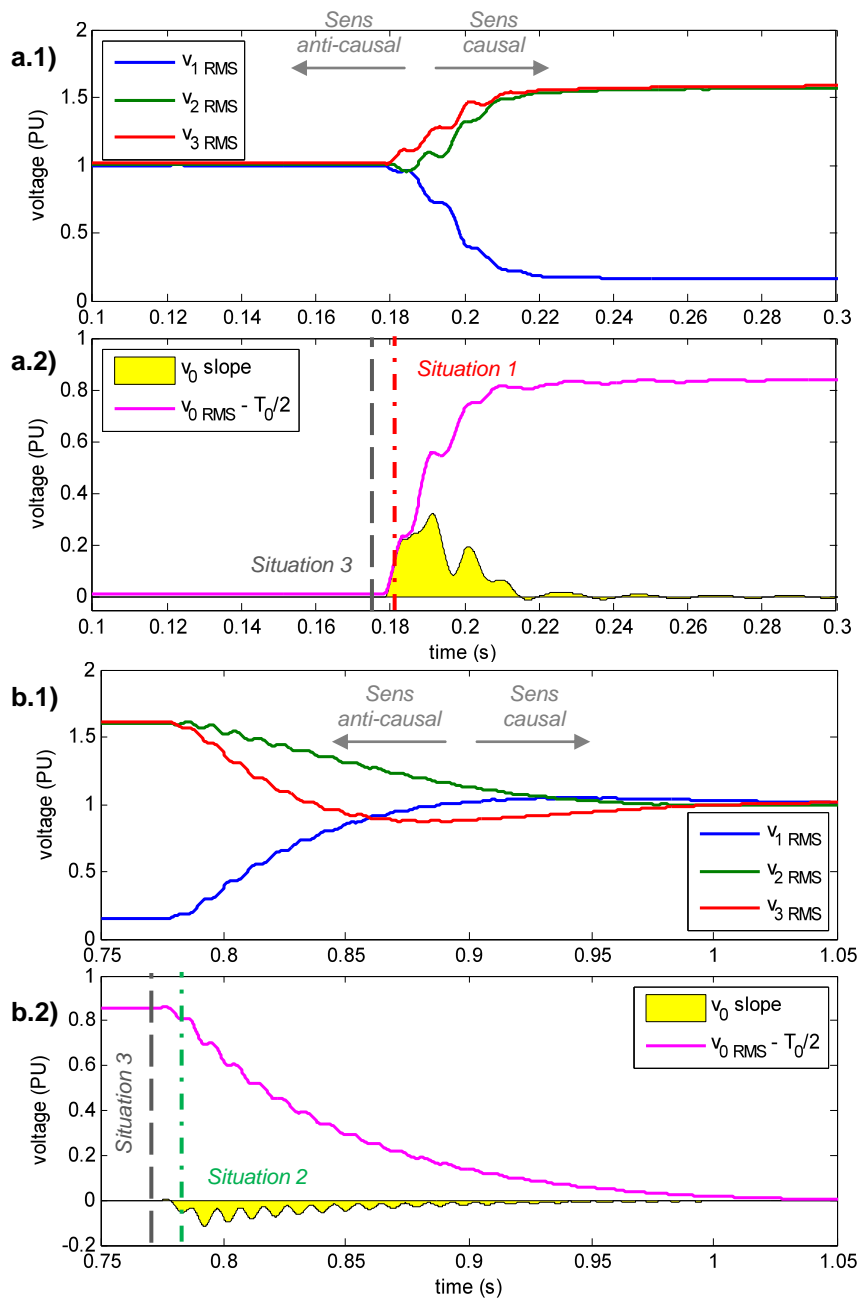 a.1)
Sens
anti-causal
Sens
causal
v1 RMS
v2 RMS
v3 RMS
voltage (PU)
2
1.5
1
0.5
0
0.1 0.12 0.14 0.16 0.18 0.2 0.22 0.24 0.26 0.28 0.3
a.2)
v0 slope
v0 RMS - T0/2
Situation 1
Situation 3
voltage (PU)
1
0.8
0.6
0.4
0.2
0
0.1 0.12 0.14 0.16 0.18 0.2 0.22 0.24 0.26 0.28 0.3
time (s)
b.1)
Sens
anti-causal
Sens
causal
voltage (PU)
2
1.5
1
0.5
0
v1 RMS
v2 RMS
v3 RMS
0.75 0.8 0.85 0.9 0.95 1 1.05
b.2)
v0 slope
v0 RMS - T0/2
Situation 3
Situation 2
voltage (PU)
1
0.8
0.6
0.4
0.2
0
-0.2
0.75 0.8 0.85 0.9 0.95 1 1.05
time (s)